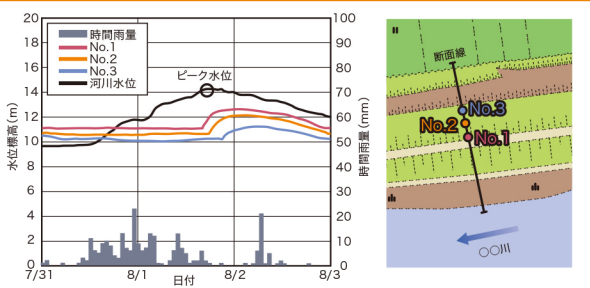 時間雨量
No.1
No.2
No.3
河川水位
ピーク水位
水位標高(m)
20
18
16
14
12
10
8
6
4
2
0
100
90
80
70
60
50
40
30
20
10
0
時間雨量(mm)
7/31
8/1
8/2
8/3
日付
断面線
No.3
No.2
No.1
○○川